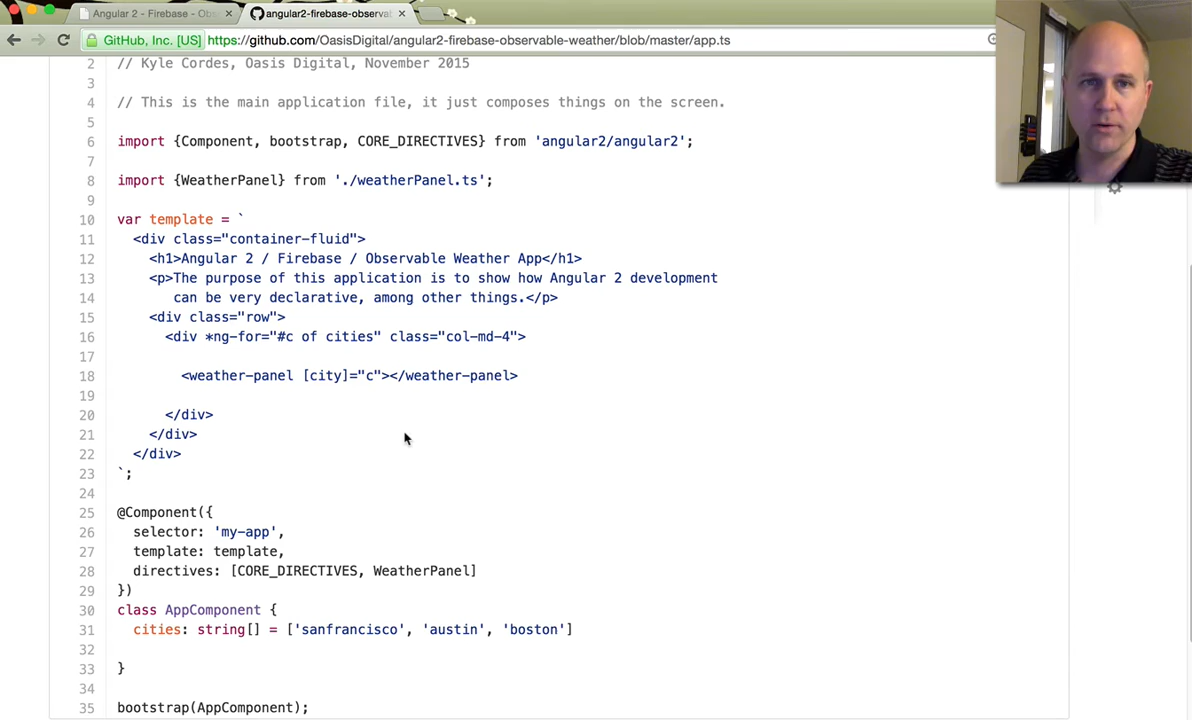 Angular 2 - Firebase - Obs
angular2-firebase-observat
GitHub, Inc. [US]
https://github.com/OasisDigital/angular2-firebase-observable-weather/blob/master/app.ts
2 // Kyle Cordes, Oasis Digital, November 2015
3
4 // This is the main application file, it just composes things on the screen.
5
6 import {Component, bootstrap, CORE_DIRECTIVES} from 'angular2/angular2';
7
8 import {WeatherPanel} from './weatherPanel.ts';
9
10 var template = `
11 <div class="container-fluid">
12 <h1>Angular 2 / Firebase / Observable Weather App</h1>
13 <p>The purpose of this application is to show how Angular 2 development
14 can be very declarative, among other things.</p>
15 <div class="row">
16 <div *ng-for="#c of cities" class="col-md-4">
17
18 <weather-panel [city]="c"></weather-panel>
19
20 </div>
21 </div>
22 </div>
23 `;
24
25 @Component({
26 selector: 'my-app',
27 template: template,
28 directives: [CORE_DIRECTIVES, WeatherPanel]
29 })
30 class AppComponent {
31 cities: string[] = ['sanfrancisco', 'austin', 'boston']
32
33 }
34
35 bootstrap(AppComponent);